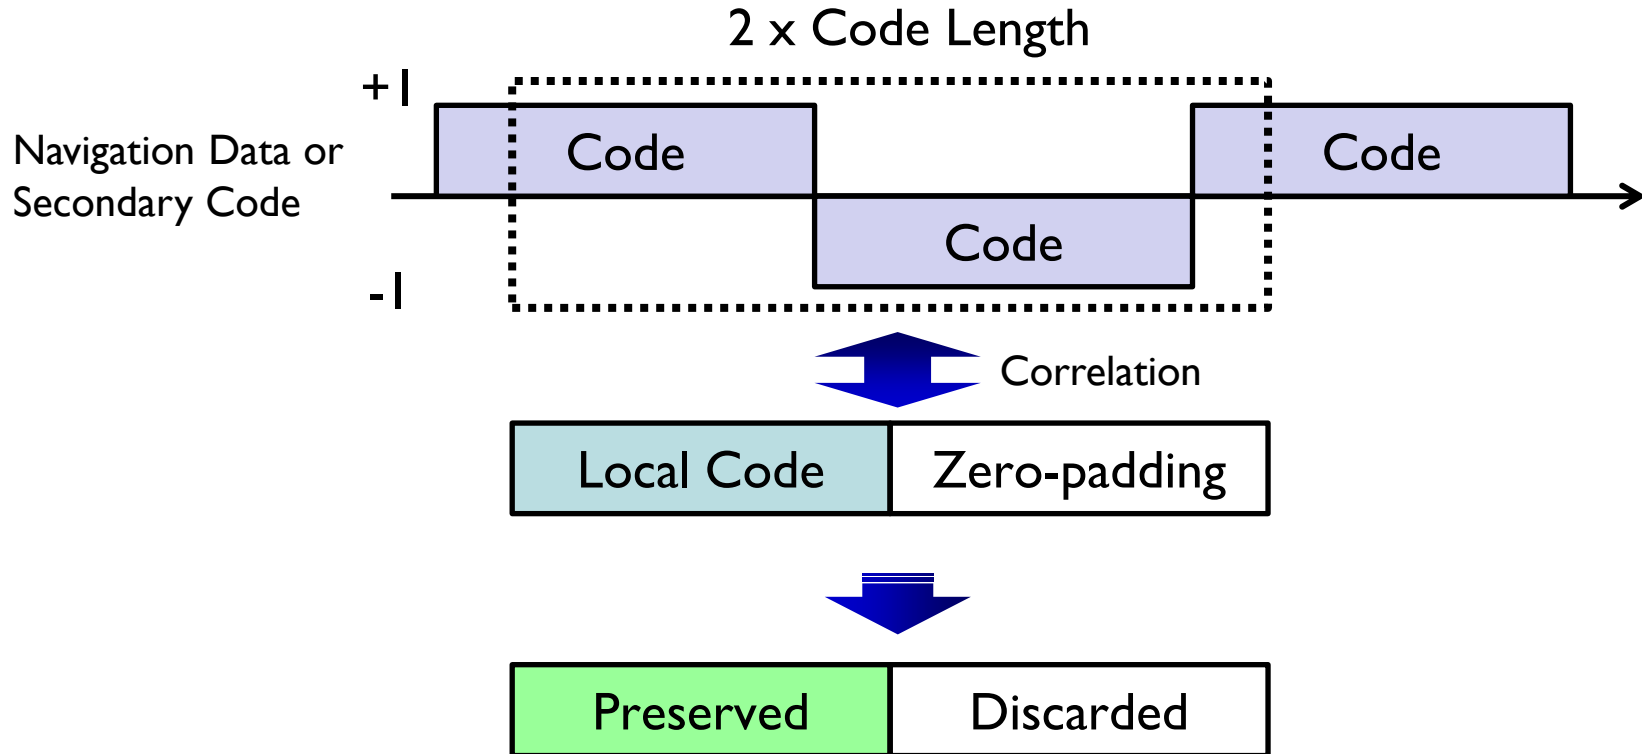 2 x Code Length
+1
Navigation Data or
Secondary Code
Code
Code
Code
-1
Correlation
Local Code
Zero-padding
Preserved
Discarded